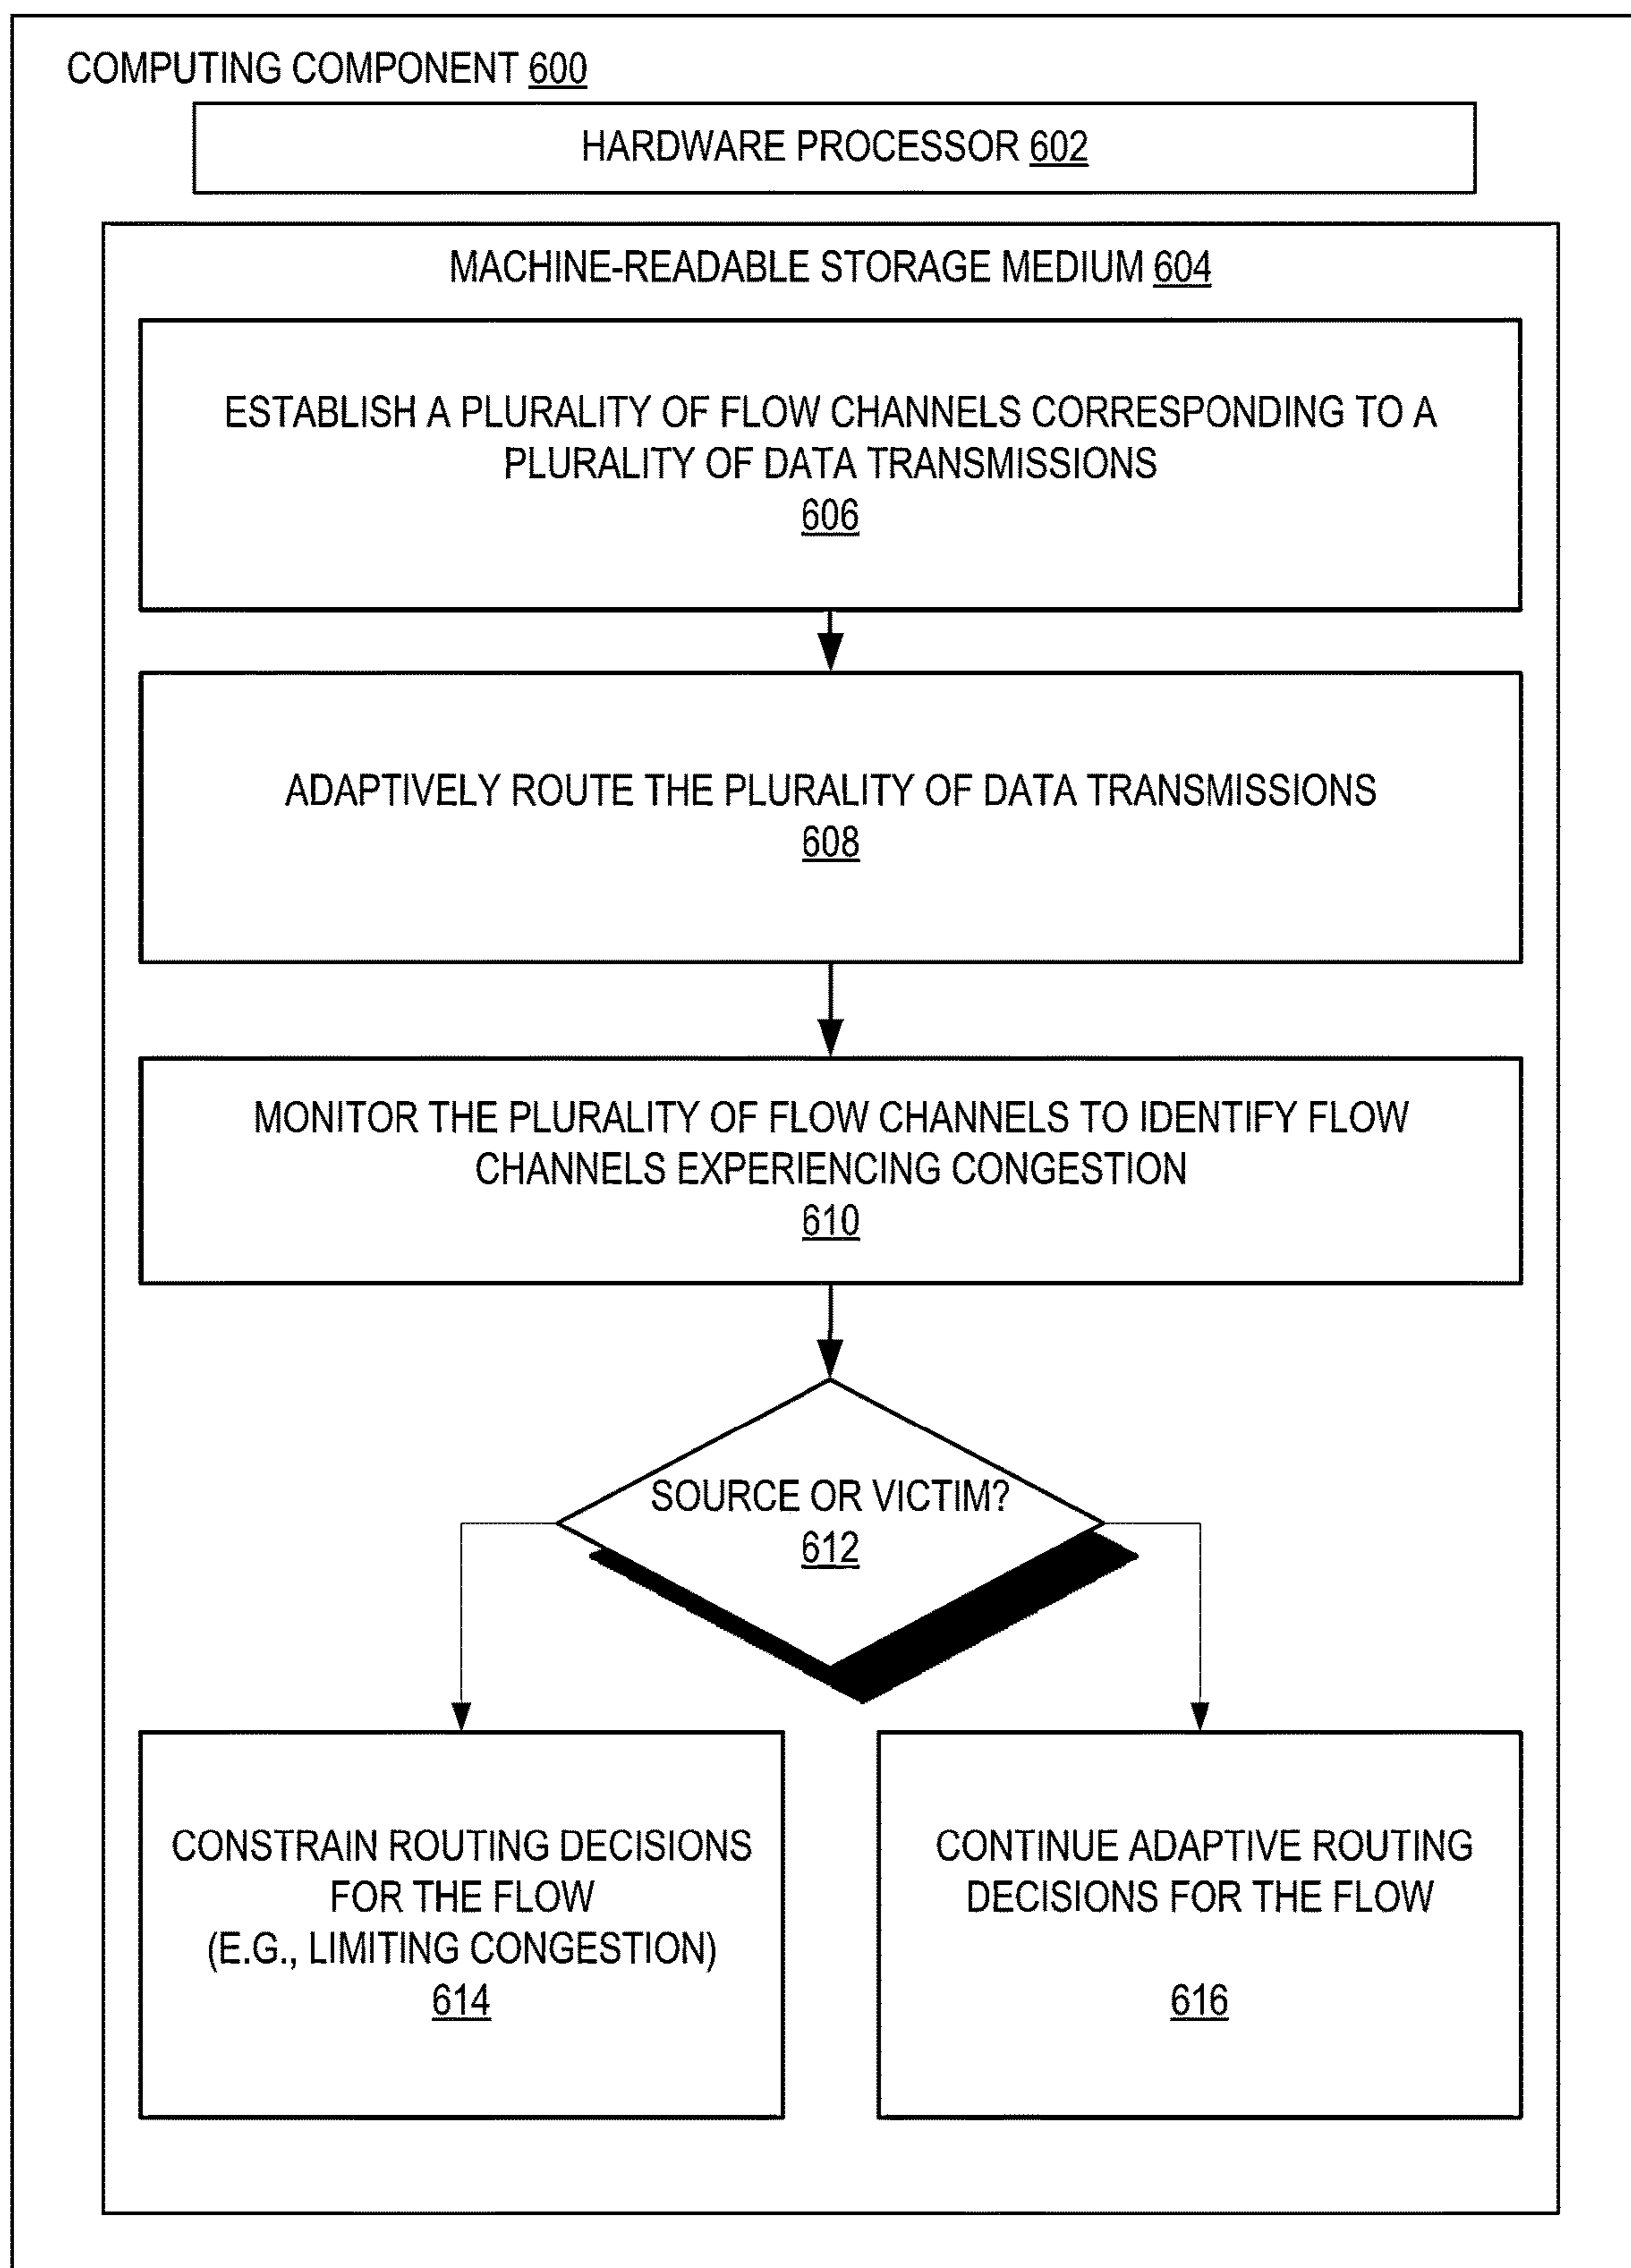 COMPUTING COMPONENT 600
HARDWARE PROCESSOR 602
MACHINE-READABLE STORAGE MEDIUM 604
ESTABLISH A PLURALITY OF FLOW CHANNELS CORRESPONDING TO A
PLURALITY OF DATA TRANSMISSIONS
606
ADAPTIVELY ROUTE THE PLURALITY OF DATA TRANSMISSIONS
608
MONITOR THE PLURALITY OF FLOW CHANNELS TO IDENTIFY FLOW
CHANNELS EXPERIENCING CONGESTION
610
SOURCE OR VICTIM?
612
CONSTRAIN ROUTING DECISIONS
FOR THE FLOW
(E.G., LIMITING CONGESTION)
614
CONTINUE ADAPTIVE ROUTING
DECISIONS FOR THE FLOW
616